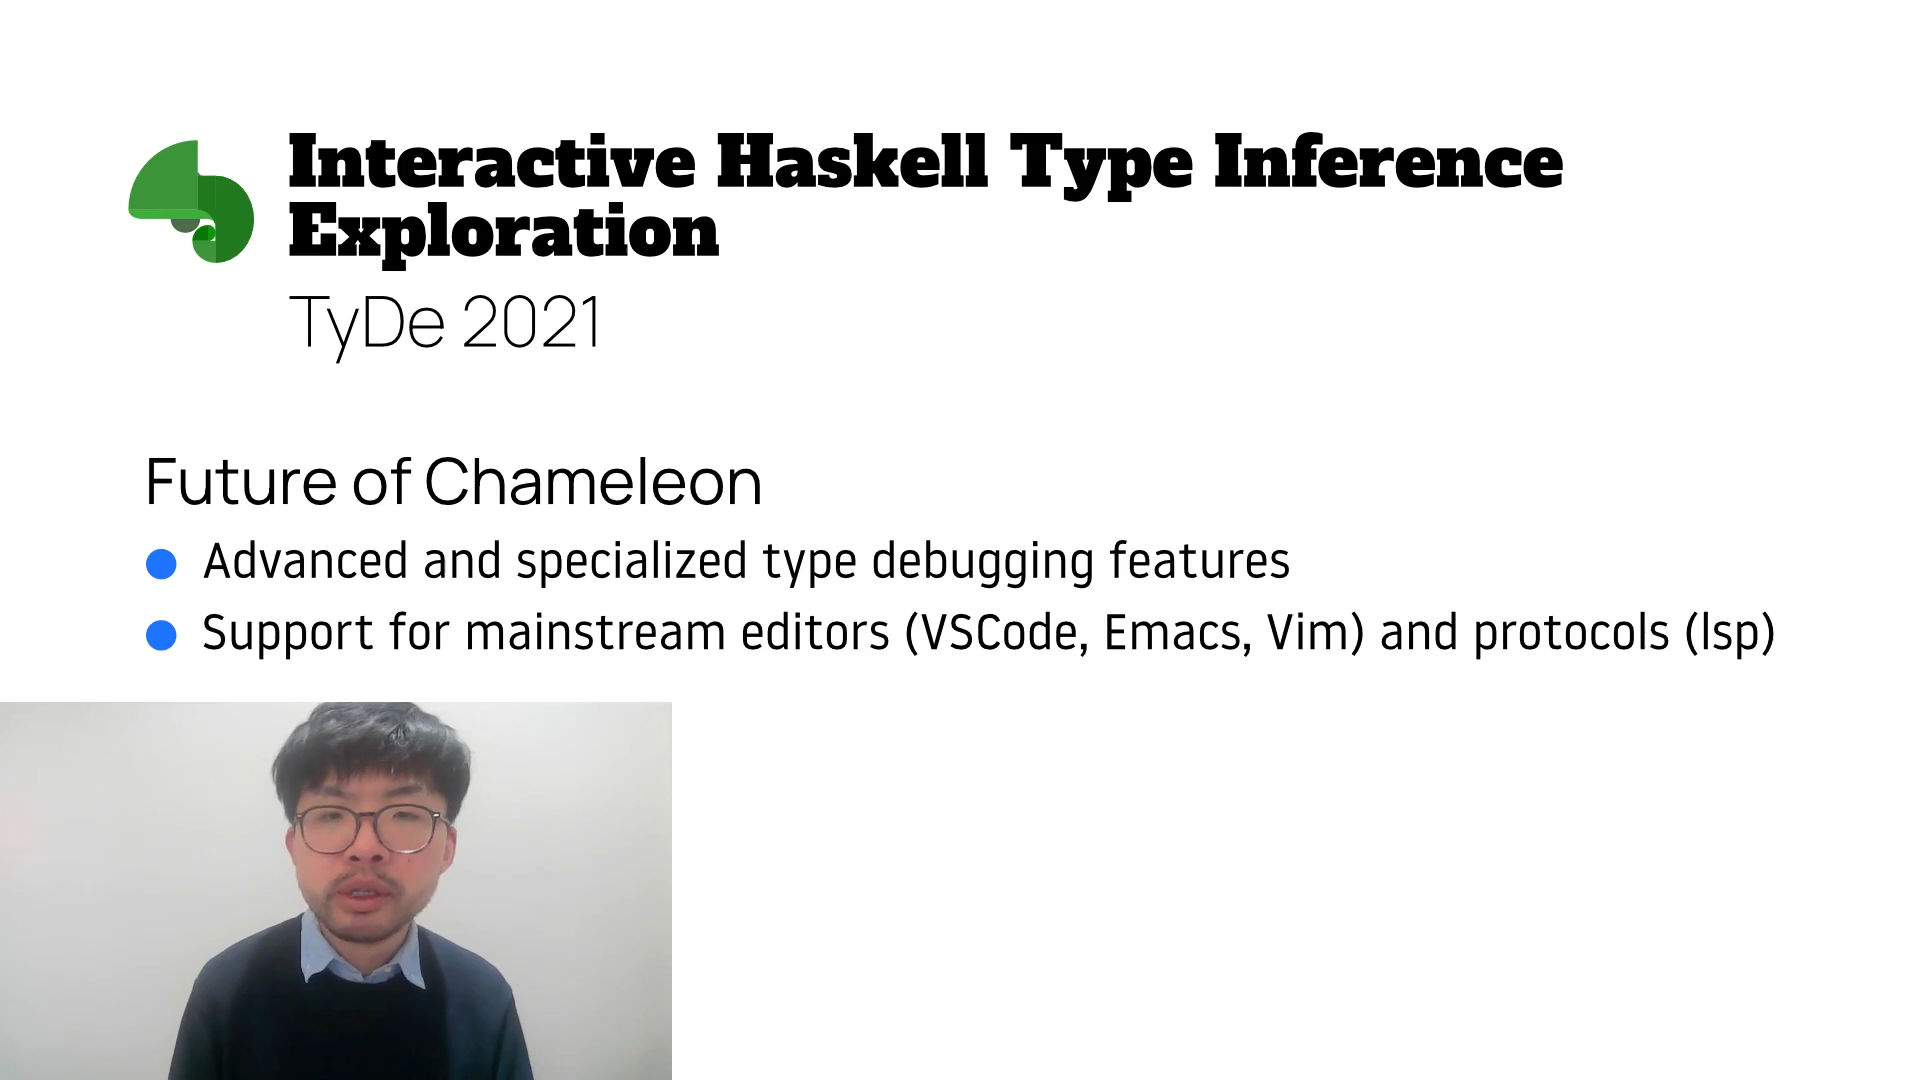 Interactive Haskell Type Inference
Exploration
TyDe 2021
Future of Chameleon
Advanced and specialized type debugging features
Support for mainstream editors (VSCode, Emacs, Vim) and protocols (lsp)